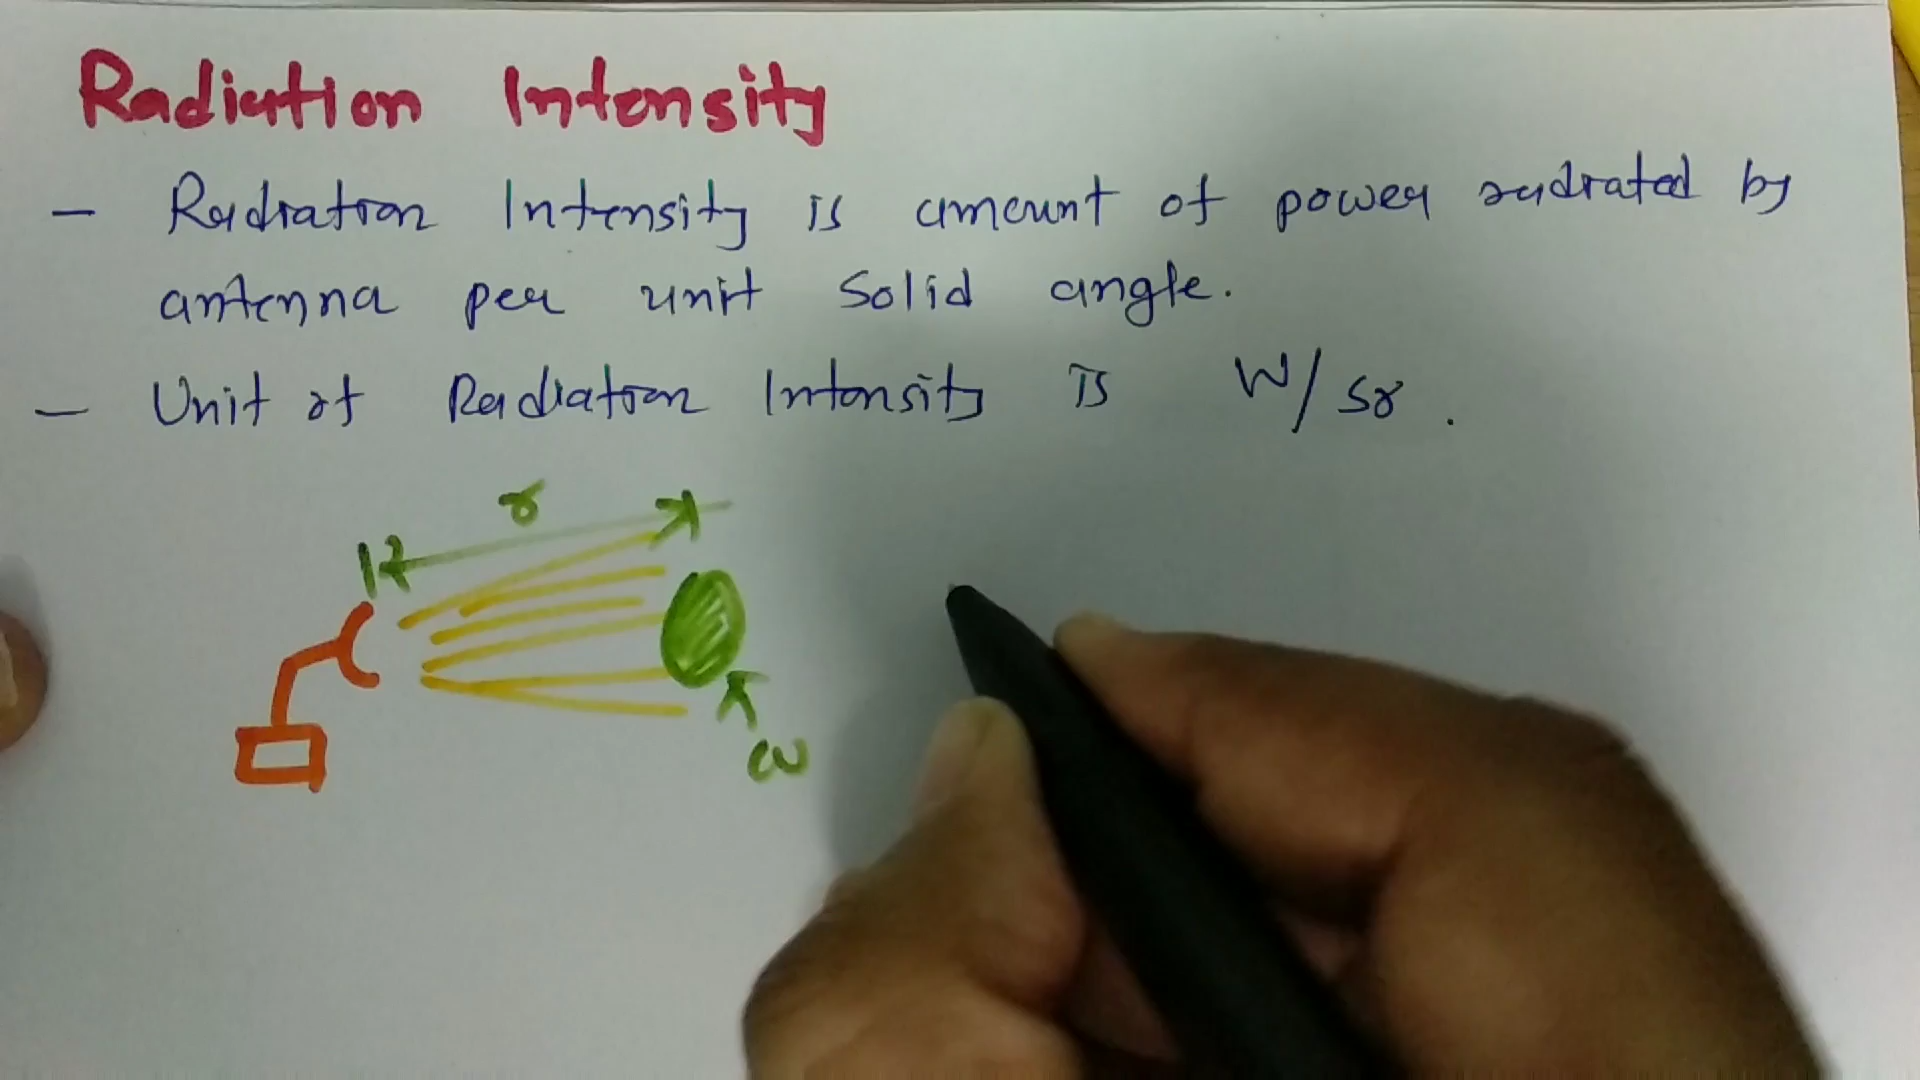 Radiation Intensity
- Radiation Intensity is amount of power radiated by
antenna per unit solid angle.
- Unit of Radiation Intensity is W/sr.
r
ω